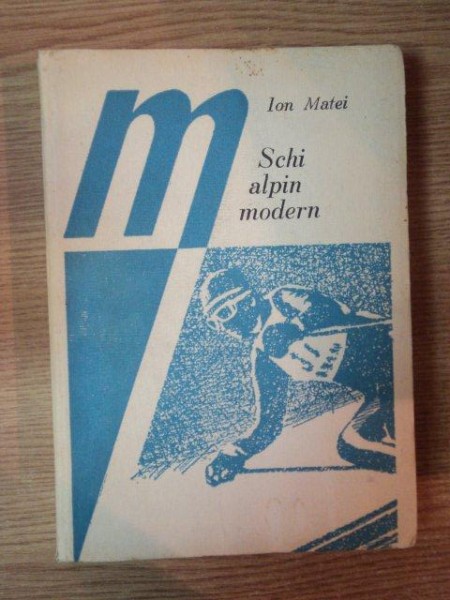 m
Ion Matei
Schi
alpin
modern